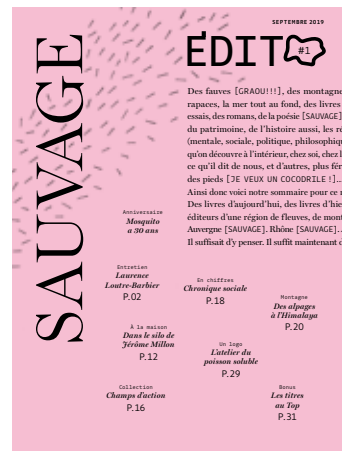 SEPTEMBRE 2019
SAUVAGE
ÉDITO
#1
Des fauves [GRAOU!!!], des montagne
rapaces, la mer tout au fond, des livres
essais, des romans, de la poésie [SAUVAGE]
du patrimoine, de l'histoire aussi, les ré
(mentale, sociale, politique, philosophiqu
qu'on découvre à l'intérieur, chez soi, chez l
ce qu'il dit de nous, et d'autres, plus fér
des pieds [JE VEUX UN COCODRILE !]…
Ainsi donc voici notre sommaire pour ce n
Des livres d'aujourd'hui, des livres d'hie
éditeurs d'une région de fleuves, de mont
Auvergne [SAUVAGE]. Rhône [SAUVAGE]..
Il suffisait d'y penser. Il suffit maintenant d
Anniversaire
Mosquito
a 30 ans
Entretien
Laurence
Loutre-Barbier
P.02
En chiffres
Chronique sociale
P.18
Montagne
Des alpages
à l'Himalaya
P.20
À la maison
Dans le silo de
Jérôme Millon
P.12
Un logo
L'atelier du
poisson soluble
P.29
Collection
Champs d'action
P.16
Bonus
Les titres
au Top
P.31